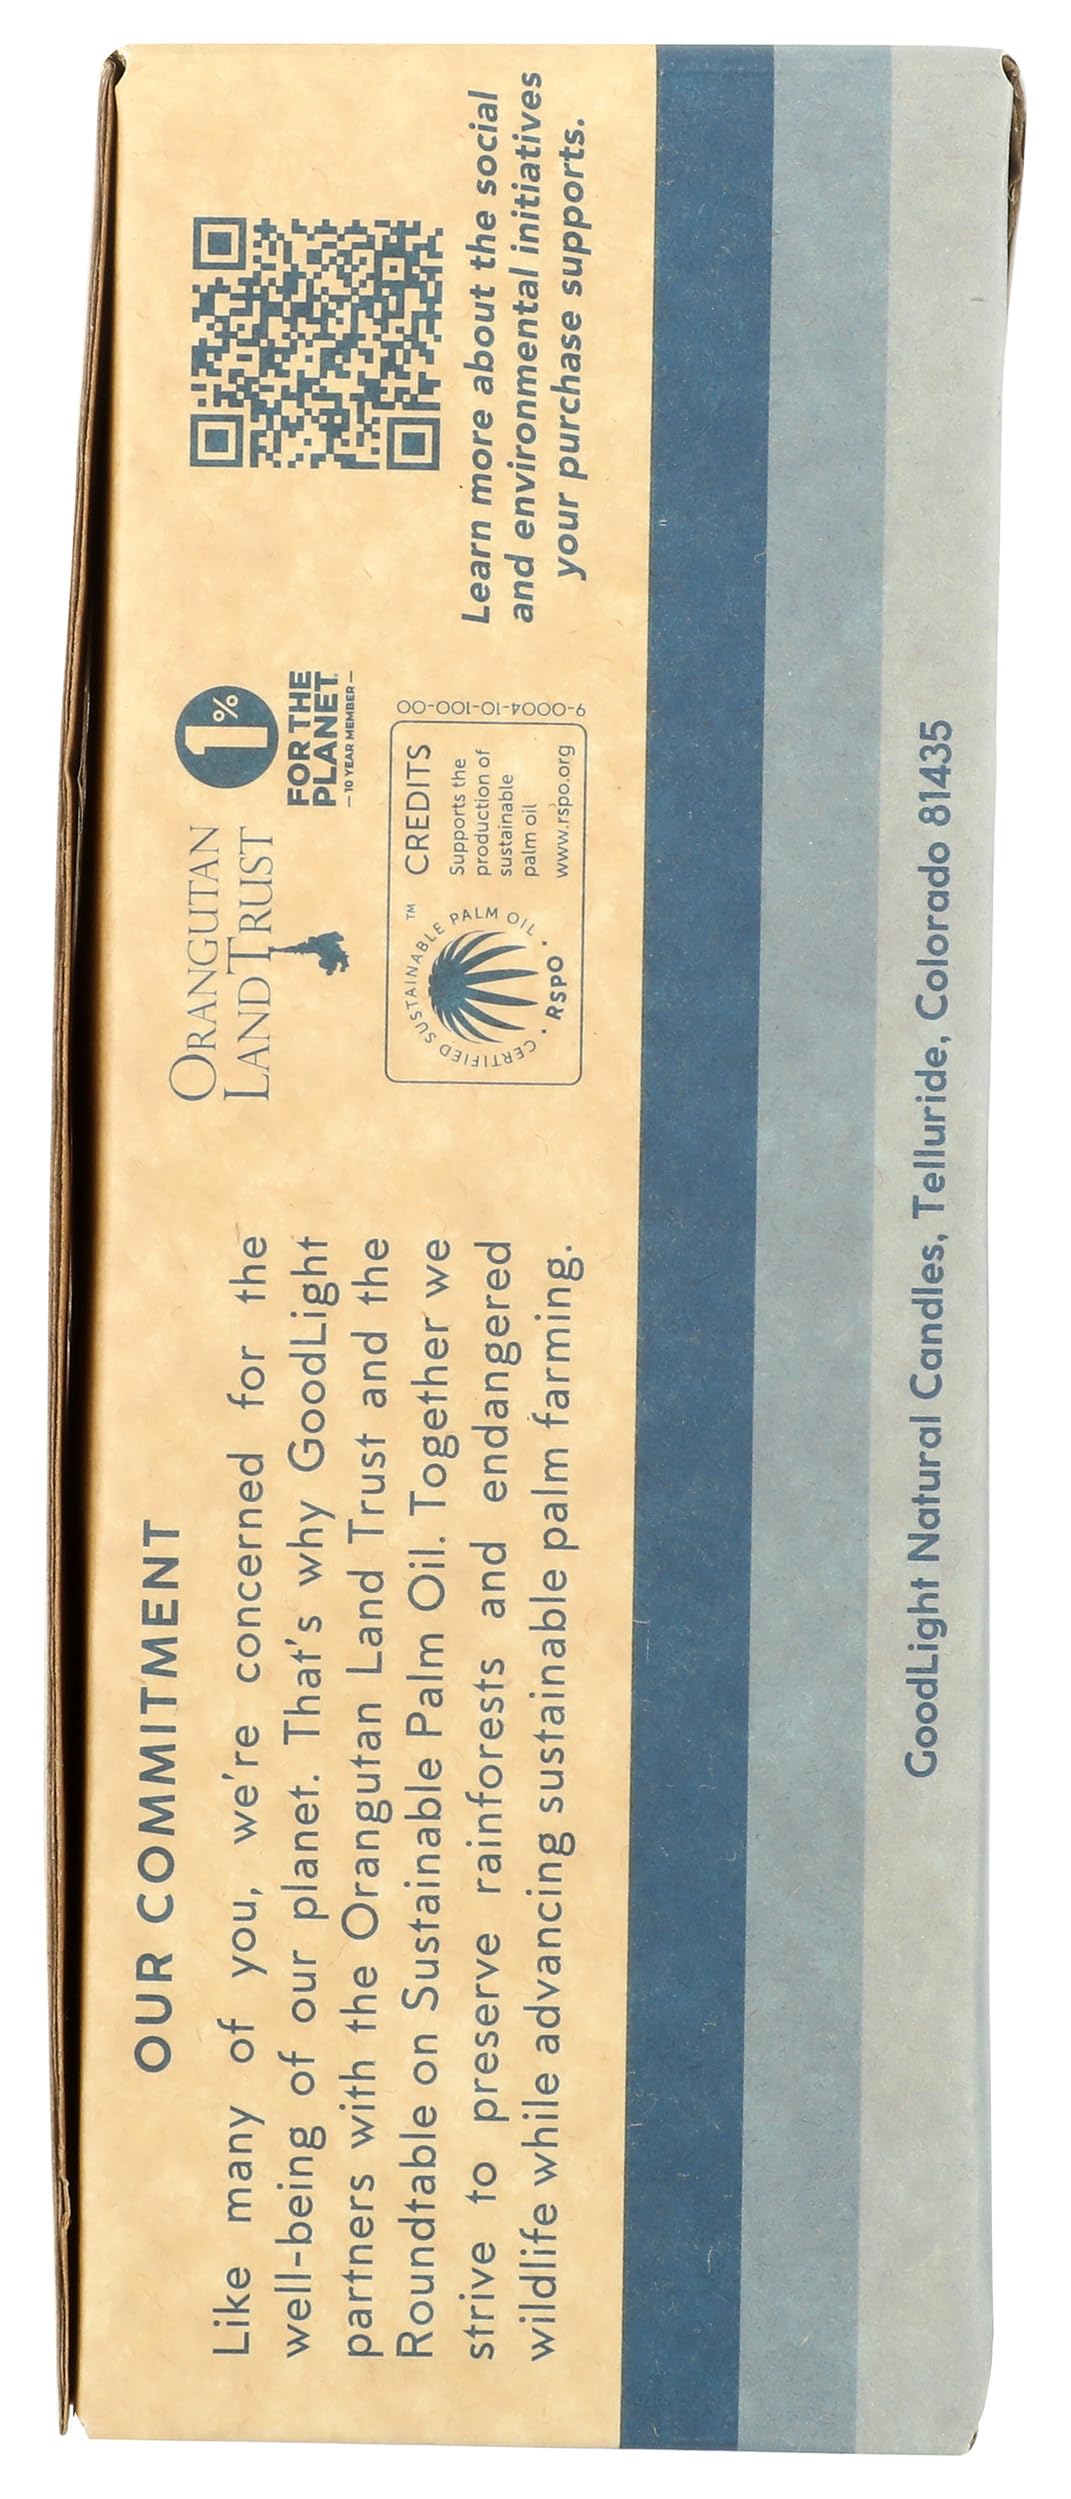 OUR COMMITMENT
Like many of you, we're concerned for the
well-being of our planet. That's why GoodLight
partners with the Orangutan Land Trust and the
Roundtable on Sustainable Palm Oil. Together we
strive to preserve rainforests and endangered
wildlife while advancing sustainable palm farming.
ORANGUTAN
LAND TRUST
1%
FOR THE
PLANET.
10 YEAR MEMBER
CERTIFIED SUSTAINABLE PALM OIL
TM
RSPO
CREDITS
Supports the
production of
sustainable
palm oil
www.rspo.org
9-0004-10-100-00
Learn more about the social
and environmental initiatives
your purchase supports.
GoodLight Natural Candles, Telluride, Colorado 81435